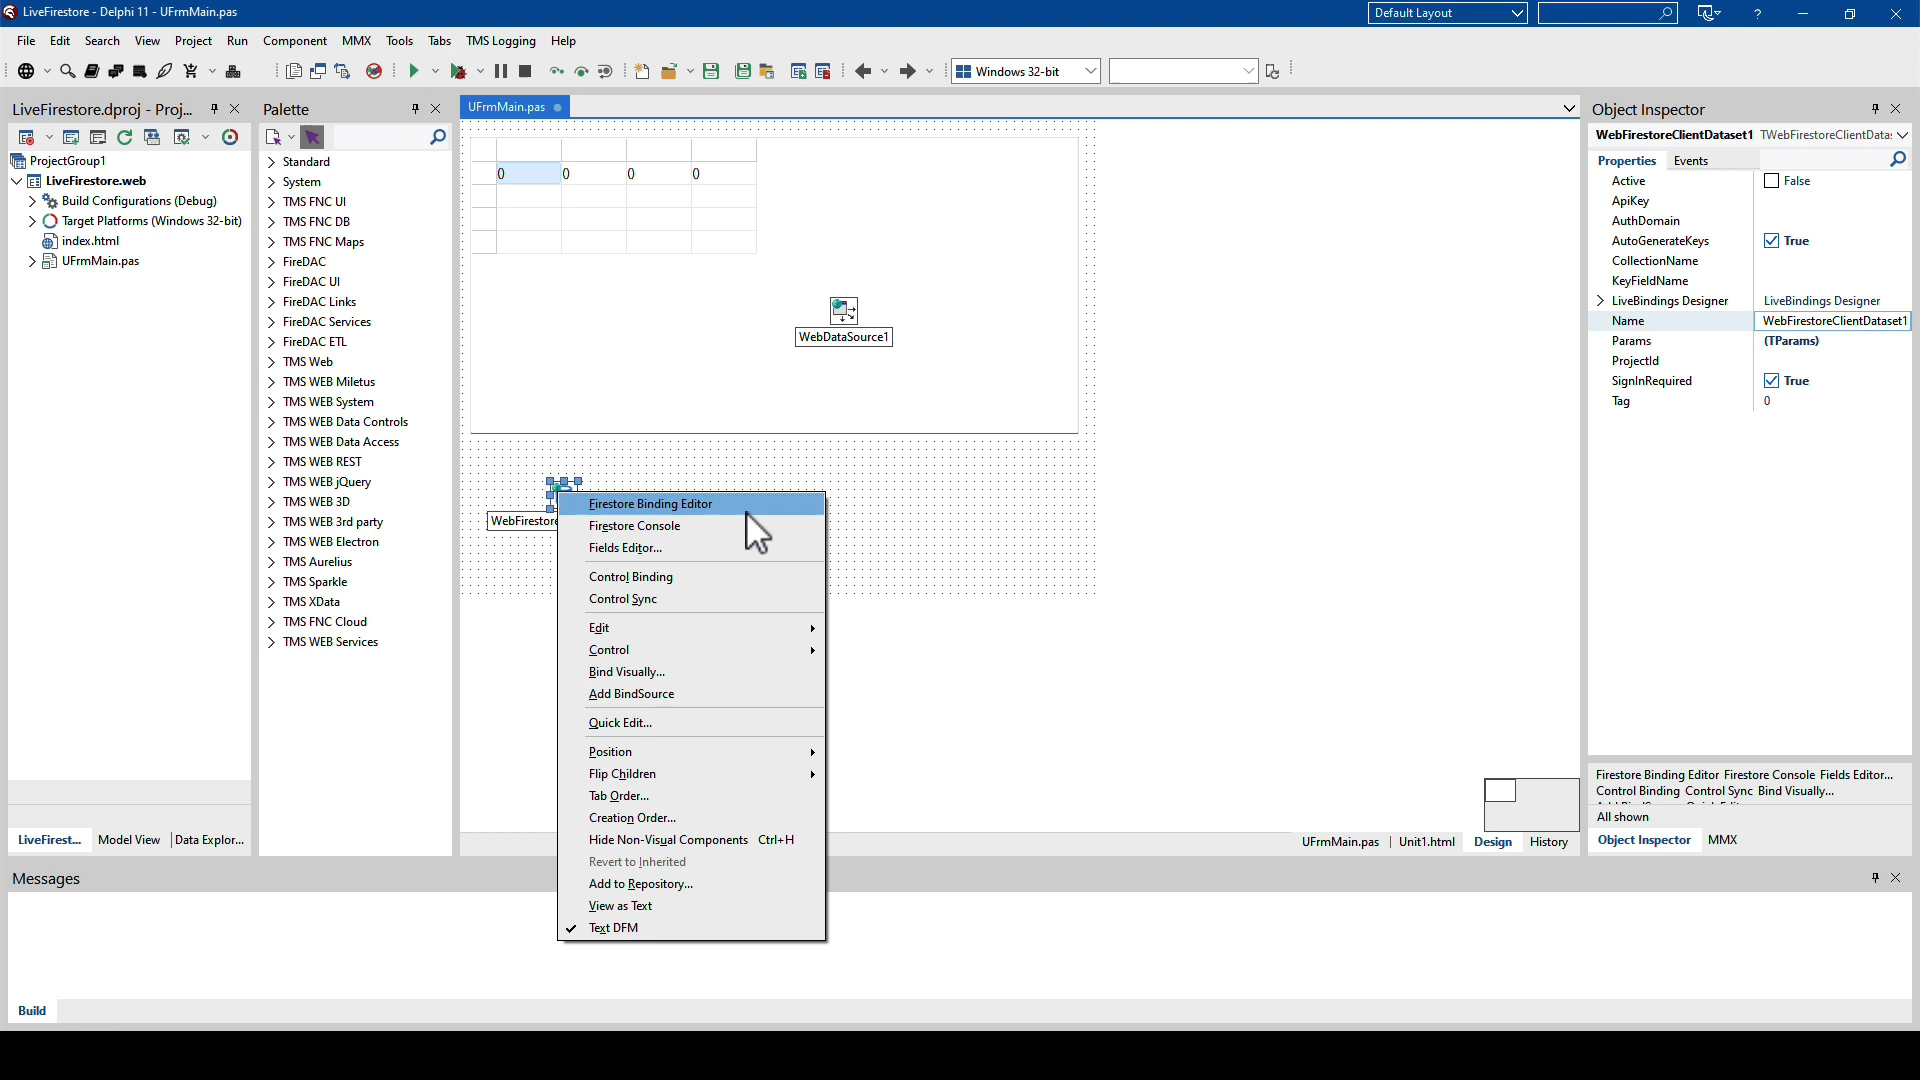 LiveFirestore - Delphi 11 - UFrmMain.pas
Default Layout
?
File Edit Search View Project Run Component MMX Tools Tabs TMS Logging Help
Windows 32-bit
LiveFirestore.dproj - Proj...
ProjectGroup1
LiveFirestore.web
Build Configurations (Debug)
Target Platforms (Windows 32-bit)
index.html
UFrmMain.pas
LiveFirest... Model View Data Explor...
Palette
Standard
System
TMS FNC UI
TMS FNC DB
TMS FNC Maps
FireDAC
FireDAC UI
FireDAC Links
FireDAC Services
FireDAC ETL
TMS Web
TMS WEB Miletus
TMS WEB System
TMS WEB Data Controls
TMS WEB Data Access
TMS WEB REST
TMS WEB jQuery
TMS WEB 3D
TMS WEB 3rd party
TMS WEB Electron
TMS Aurelius
TMS Sparkle
TMS XData
TMS FNC Cloud
TMS WEB Services
UFrmMain.pas
0 0 0 0
WebDataSource1
WebFirestore
Firestore Binding Editor
Firestore Console
Fields Editor...
Control Binding
Control Sync
Edit
Control
Bind Visually...
Add BindSource
Quick Edit...
Position
Flip Children
Tab Order...
Creation Order...
Hide Non-Visual Components Ctrl+H
Revert to Inherited
Add to Repository...
View as Text
Text DFM
UFrmMain.pas Unit1.html Design History
Object Inspector
WebFirestoreClientDataset1 TWebFirestoreClientData:
Properties Events
Active False
ApiKey
AuthDomain
AutoGenerateKeys True
CollectionName
KeyFieldName
LiveBindings Designer LiveBindings Designer
Name WebFirestoreClientDataset1
Params (TParams)
ProjectId
SignInRequired True
Tag 0
Firestore Binding Editor Firestore Console Fields Editor...
Control Binding Control Sync Bind Visually...
All shown
Object Inspector MMX
Messages
Build